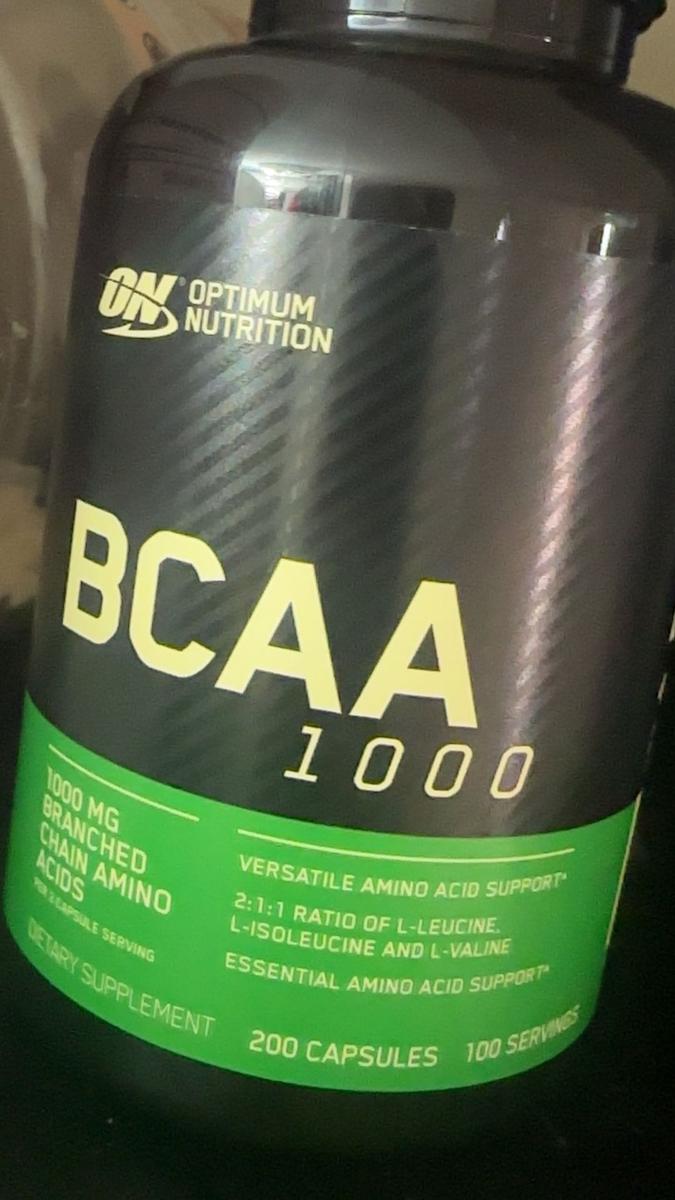 ON® OPTIMUM
NUTRITION
BCAA
1000
1000 MG
BRANCHED
CHAIN AMINO
ACIDS
PER 2 CAPSULE SERVING
DIETARY SUPPLEMENT
VERSATILE AMINO ACID SUPPORT*
2:1:1 RATIO OF L-LEUCINE,
L-ISOLEUCINE AND L-VALINE
ESSENTIAL AMINO ACID SUPPORT*
200 CAPSULES 100 SERVINGS